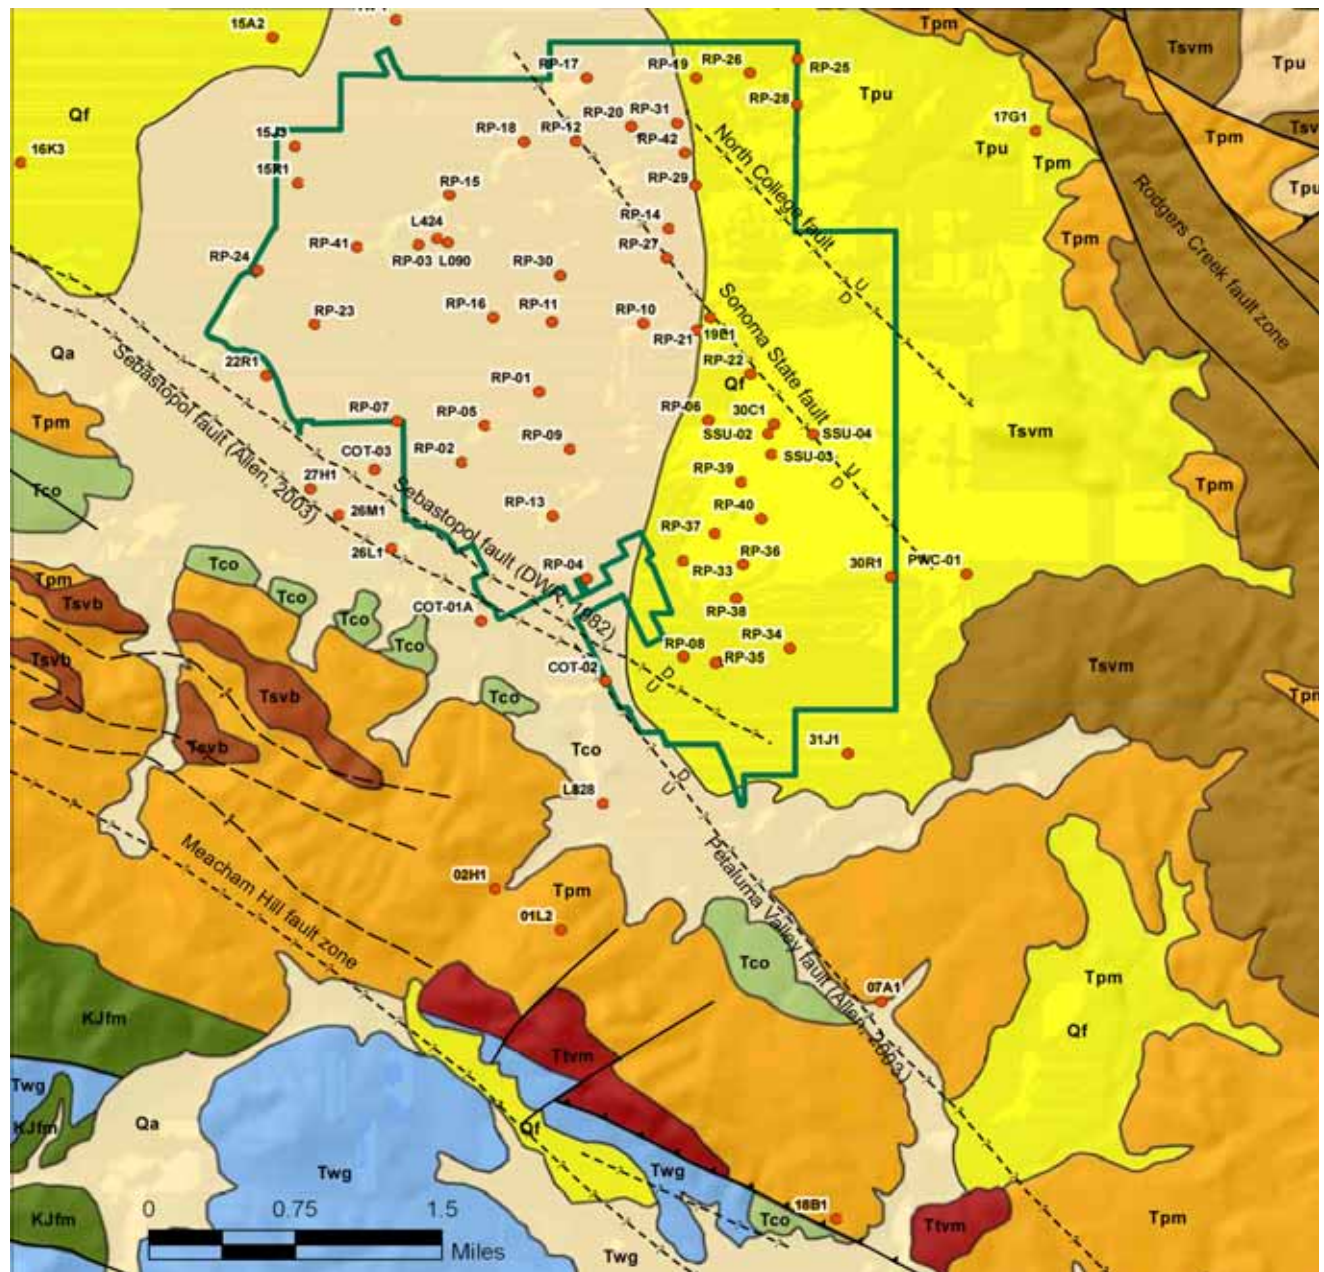 15A2
Tpm
Tsvm
Tpu
RP-17
RP-19
RP-26
RP-25
Qf
RP-28
Tpu
17G1
Tpm
16K3
15J3
RP-18
RP-12
RP-20
RP-31
RP-42
North College fault
Tpu
Tpm
15R1
RP-15
RP-29
Rodgers Creek fault zone
L424
RP-14
Tpm
RP-41
RP-03
L090
RP-27
RP-24
RP-30
U
D
RP-23
RP-16
RP-11
RP-10
Sonoma State fault
RP-21
19E1
Qa
22R1
Sebastopol fault (Allen, 2003)
RP-22
Qf
RP-01
Tpm
RP-07
RP-05
RP-06
30C1
SSU-02
SSU-04
Tsvm
COT-03
RP-02
RP-09
SSU-03
U
D
Tco
27H1
RP-39
Tpm
26M1
Sebastopol fault (DWR, 1982)
RP-13
RP-40
RP-37
26L1
RP-04
RP-33
RP-36
30R1
PWC-01
Tpm
Tco
Tsvb
Tco
Tco
COT-01A
RP-38
Tco
RP-34
Tsvb
COT-02
RP-08
RP-35
Tsvm
D
U
Tsvb
Tco
Tsvb
Tco
31J1
D
U
L828
Meacham Hill fault zone
Petaluma Valley fault (Allen, 2003)
02H1
Tpm
01L2
Tco
Tpm
07A1
KJfm
Qf
Ttvm
Twg
KJfm
Qa
Qf
Twg
Twg
KJfm
0 0.75 1.5
Miles
18B1
Tco
Ttvm
Tpm
Twg